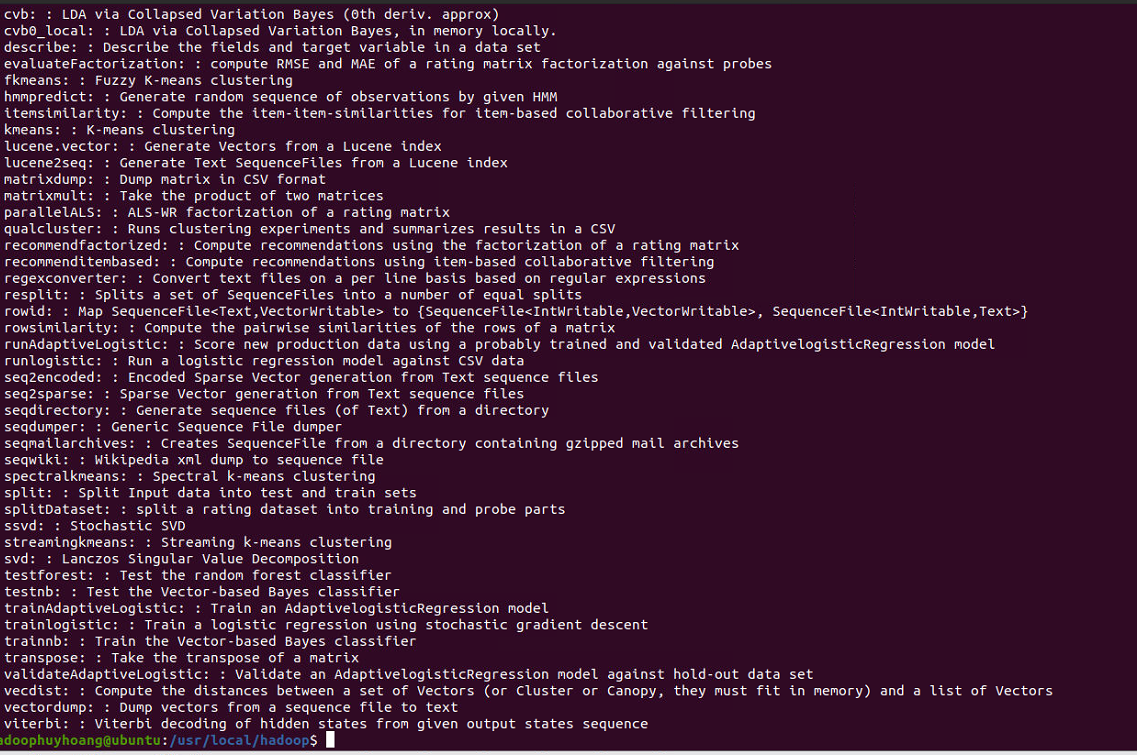 cvb: : LDA via Collapsed Variation Bayes (0th deriv. approx)
cvb0_local: : LDA via Collapsed Variation Bayes, in memory locally.
describe: : Describe the fields and target variable in a data set
evaluateFactorization: : compute RMSE and MAE of a rating matrix factorization against probes
fkmeans: : Fuzzy K-means clustering
hmmpredict: : Generate random sequence of observations by given HMM
itemsimilarity: : Compute the item-item-similarities for item-based collaborative filtering
kmeans: : K-means clustering
lucene.vector: : Generate Vectors from a Lucene index
lucene2seq: : Generate Text SequenceFiles from a Lucene index
matrixdump: : Dump matrix in CSV format
matrixmult: : Take the product of two matrices
parallelALS: : ALS-WR factorization of a rating matrix
qualcluster: : Runs clustering experiments and summarizes results in a CSV
recommendfactorized: : Compute recommendations using the factorization of a rating matrix
recommenditembased: : Compute recommendations using item-based collaborative filtering
regexconverter: : Convert text files on a per line basis based on regular expressions
resplit: : Splits a set of SequenceFiles into a number of equal splits
rowid: : Map SequenceFile<Text,VectorWritable> to {SequenceFile<IntWritable,VectorWritable>, SequenceFile<IntWritable,Text>}
rowsimilarity: : Compute the pairwise similarities of the rows of a matrix
runAdaptiveLogistic: : Score new production data using a probably trained and validated AdaptivelogisticRegression model
runlogistic: : Run a logistic regression model against CSV data
seq2encoded: : Encoded Sparse Vector generation from Text sequence files
seq2sparse: : Sparse Vector generation from Text sequence files
seqdirectory: : Generate sequence files (of Text) from a directory
seqdumper: : Generic Sequence File dumper
seqmailarchives: : Creates SequenceFile from a directory containing gzipped mail archives
seqwiki: : Wikipedia xml dump to sequence file
spectralkmeans: : Spectral k-means clustering
split: : Split Input data into test and train sets
splitDataset: : split a rating dataset into training and probe parts
ssvd: : Stochastic SVD
streamingkmeans: : Streaming k-means clustering
svd: : Lanczos Singular Value Decomposition
testforest: : Test the random forest classifier
testnb: : Test the Vector-based Bayes classifier
trainAdaptiveLogistic: : Train an AdaptivelogisticRegression model
trainlogistic: : Train a logistic regression using stochastic gradient descent
trainnb: : Train the Vector-based Bayes classifier
transpose: : Take the transpose of a matrix
validateAdaptiveLogistic: : Validate an AdaptivelogisticRegression model against hold-out data set
vecdist: : Compute the distances between a set of Vectors (or Cluster or Canopy, they must fit in memory) and a list of Vectors
vectordump: : Dump vectors from a sequence file to text
viterbi: : Viterbi decoding of hidden states from given output states sequence
adoophuyhoang@ubuntu:/usr/local/hadoop$